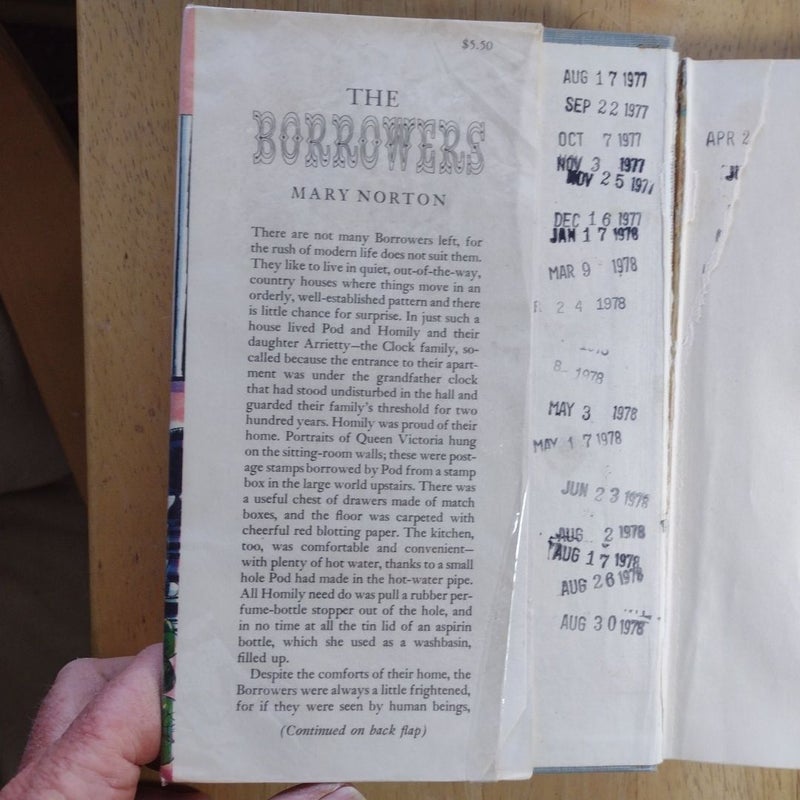 $5.50
THE
BORROWERS
MARY NORTON
There are not many Borrowers left, for
the rush of modern life does not suit them.
They like to live in quiet, out-of-the-way,
country houses where things move in an
orderly, well-established pattern and there
is little chance for surprise. In just such a
house lived Pod and Homily and their
daughter Arrietty—the Clock family, so-
called because the entrance to their apart-
ment was under the grandfather clock
that had stood undisturbed in the hall and
guarded their family's threshold for two
hundred years. Homily was proud of their
home. Portraits of Queen Victoria hung
on the sitting-room walls; these were post-
age stamps borrowed by Pod from a stamp
box in the large world upstairs. There was
a useful chest of drawers made of match
boxes, and the floor was carpeted with
cheerful red blotting paper. The kitchen,
too, was comfortable and convenient—
with plenty of hot water, thanks to a small
hole Pod had made in the hot-water pipe.
All Homily need do was pull a rubber per-
fume-bottle stopper out of the hole, and
in no time at all the tin lid of an aspirin
bottle, which she used as a washbasin,
filled up.
Despite the comforts of their home, the
Borrowers were always a little frightened,
for if they were seen by human beings,
(Continued on back flap)
AUG 17 1977
SEP 22 1977
OCT 7 1977
NOV 3 1977
NOV 25 1977
DEC 16 1977
JAN 17 1978
MAR 9 1978
24 1978
8 1978
MAY 3 1978
MAY 17 1978
JUN 23 1978
AUG 2 1978
AUG 17 1978
AUG 26 1978
AUG 30 1978
APR 2